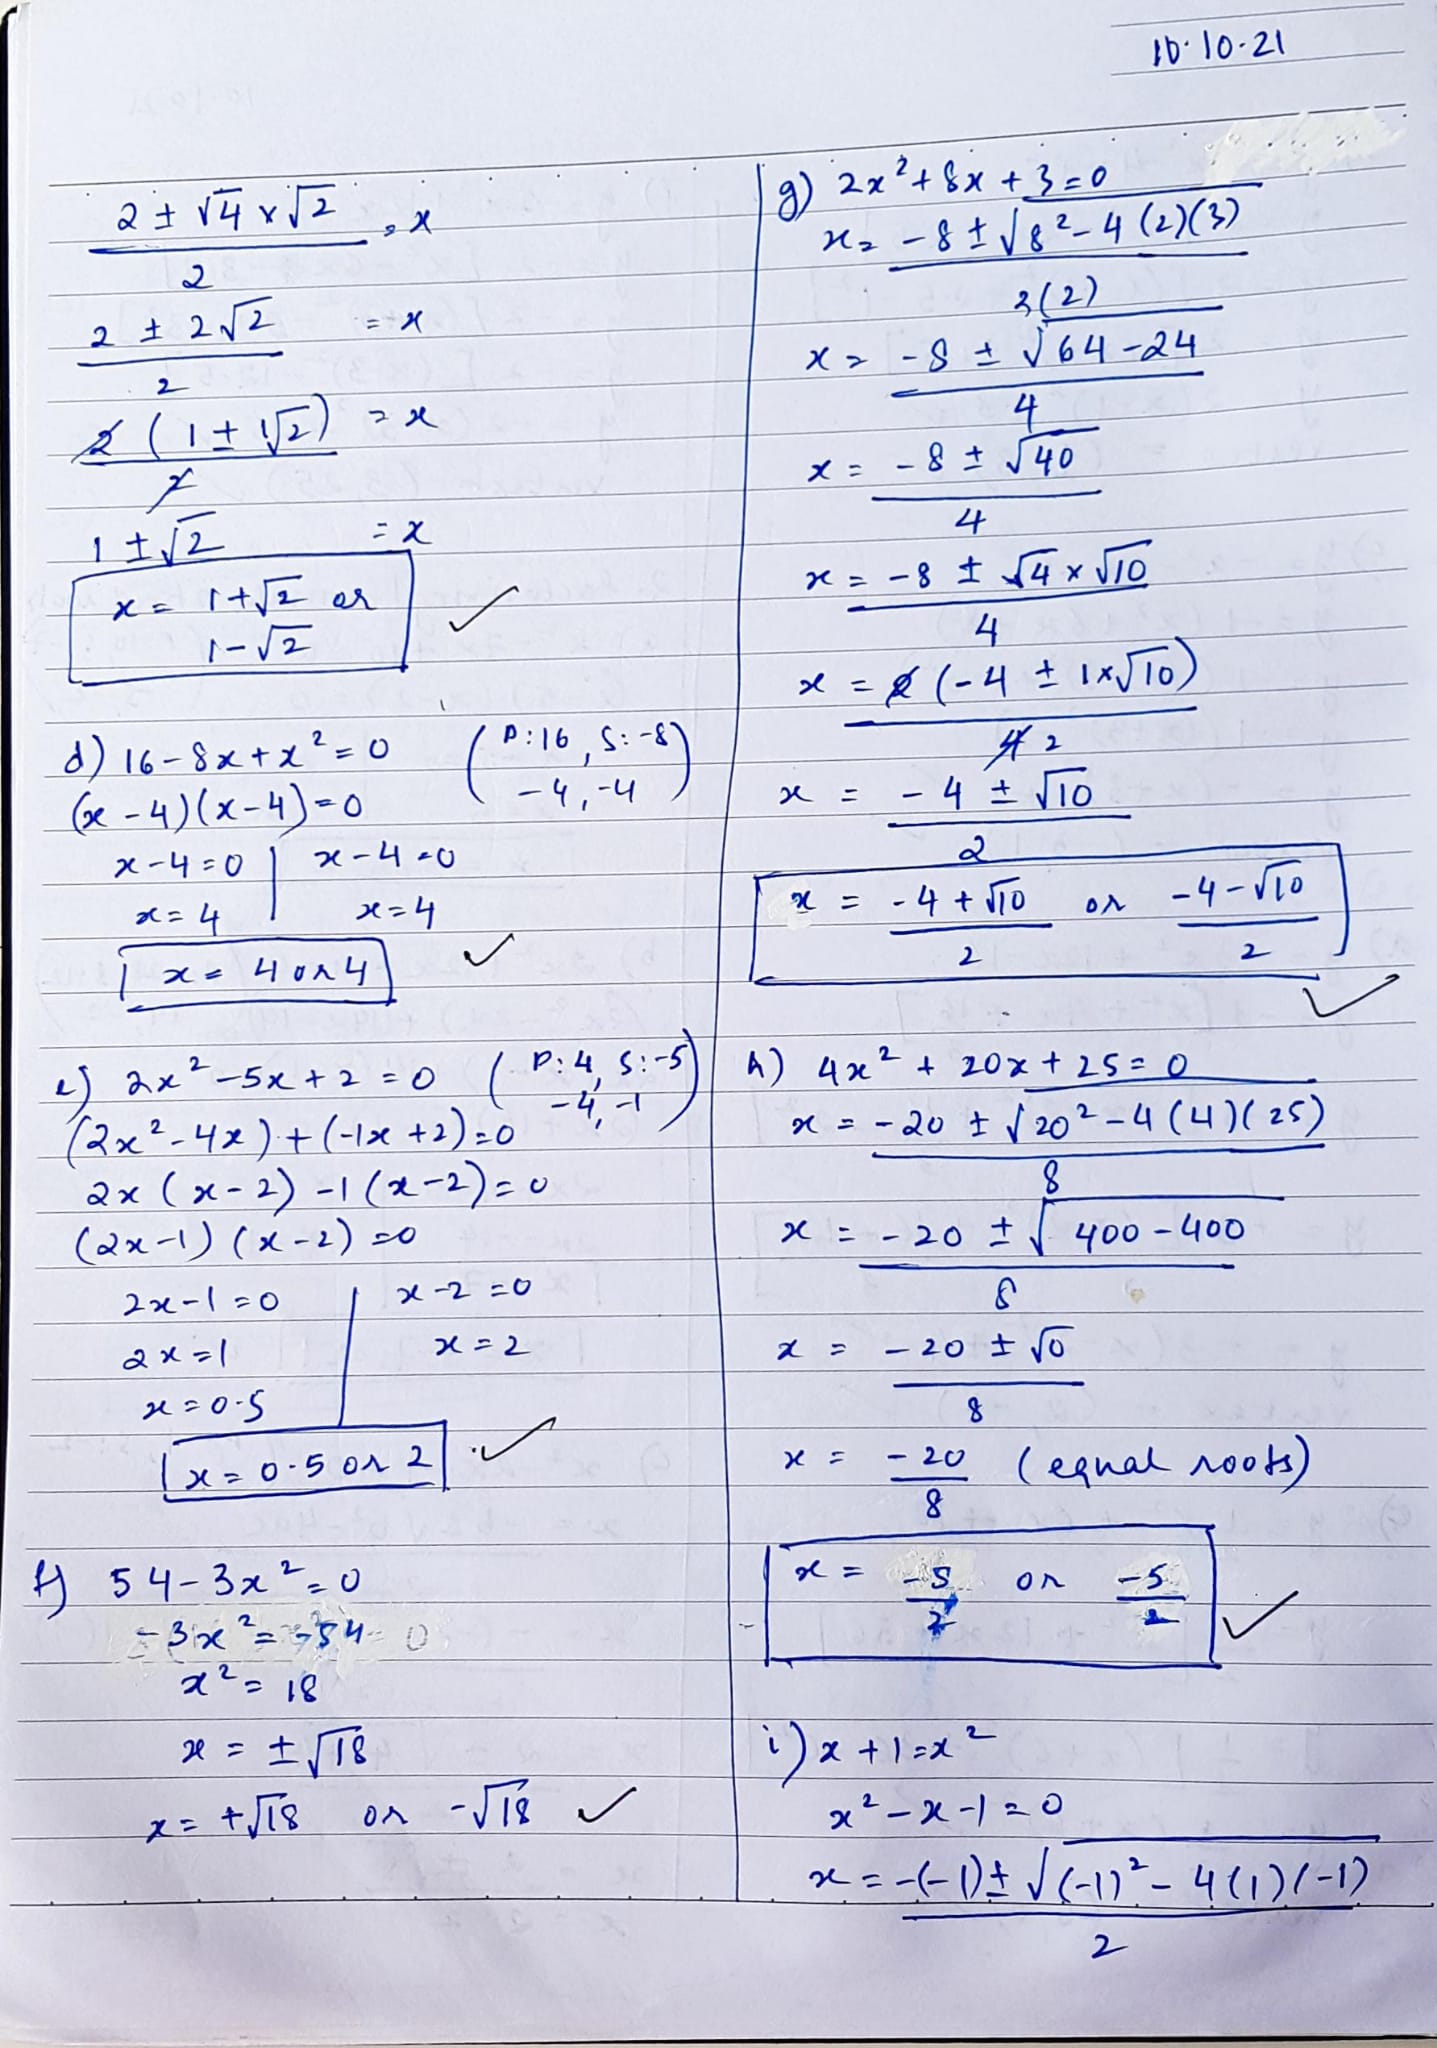 10.10.21
2 ± √4 × √2 = x
2
2 ± 2√2 = x
2
2 (1 ± 1√2) = x
2
1 ± √2 = x
x = 1+√2 or
1-√2 ✓
d) 16 - 8x + x² = 0 (P:16, S:-8
(x - 4)(x - 4) = 0 -4, -4)
x - 4 = 0 | x - 4 = 0
x = 4 | x = 4
x = 4 or 4 ✓
e) 2x² - 5x + 2 = 0 (P:4, S:-5
-4, -1)
(2x² - 4x) + (-1x + 2) = 0
2x (x - 2) - 1 (x - 2) = 0
(2x - 1) (x - 2) = 0
2x - 1 = 0 | x - 2 = 0
2x = 1 | x = 2
x = 0.5
x = 0.5 or 2 ✓
f) 54 - 3x² = 0
-3x² = -54
x² = 18
x = ± √18
x = +√18 or -√18 ✓
g) 2x² + 8x + 3 = 0
x = -8 ± √8² - 4 (2)(3)
2(2)
x = -8 ± √64 - 24
4
x = -8 ± √40
4
x = -8 ± √4 × √10
4
x = 2 (-4 ± 1×√10)
4 2
x = -4 ± √10
2
x = -4 + √10 or -4 - √10
2 2 ✓
h) 4x² + 20x + 25 = 0
x = -20 ± √20² - 4 (4)(25)
8
x = -20 ± √400 - 400
8
x = -20 ± √0
8
x = -20 (equal roots)
8
x = -5 or -5
2 2 ✓
i) x + 1 = x²
x² - x - 1 = 0
x = -(-1) ± √(-1)² - 4(1)(-1)
2